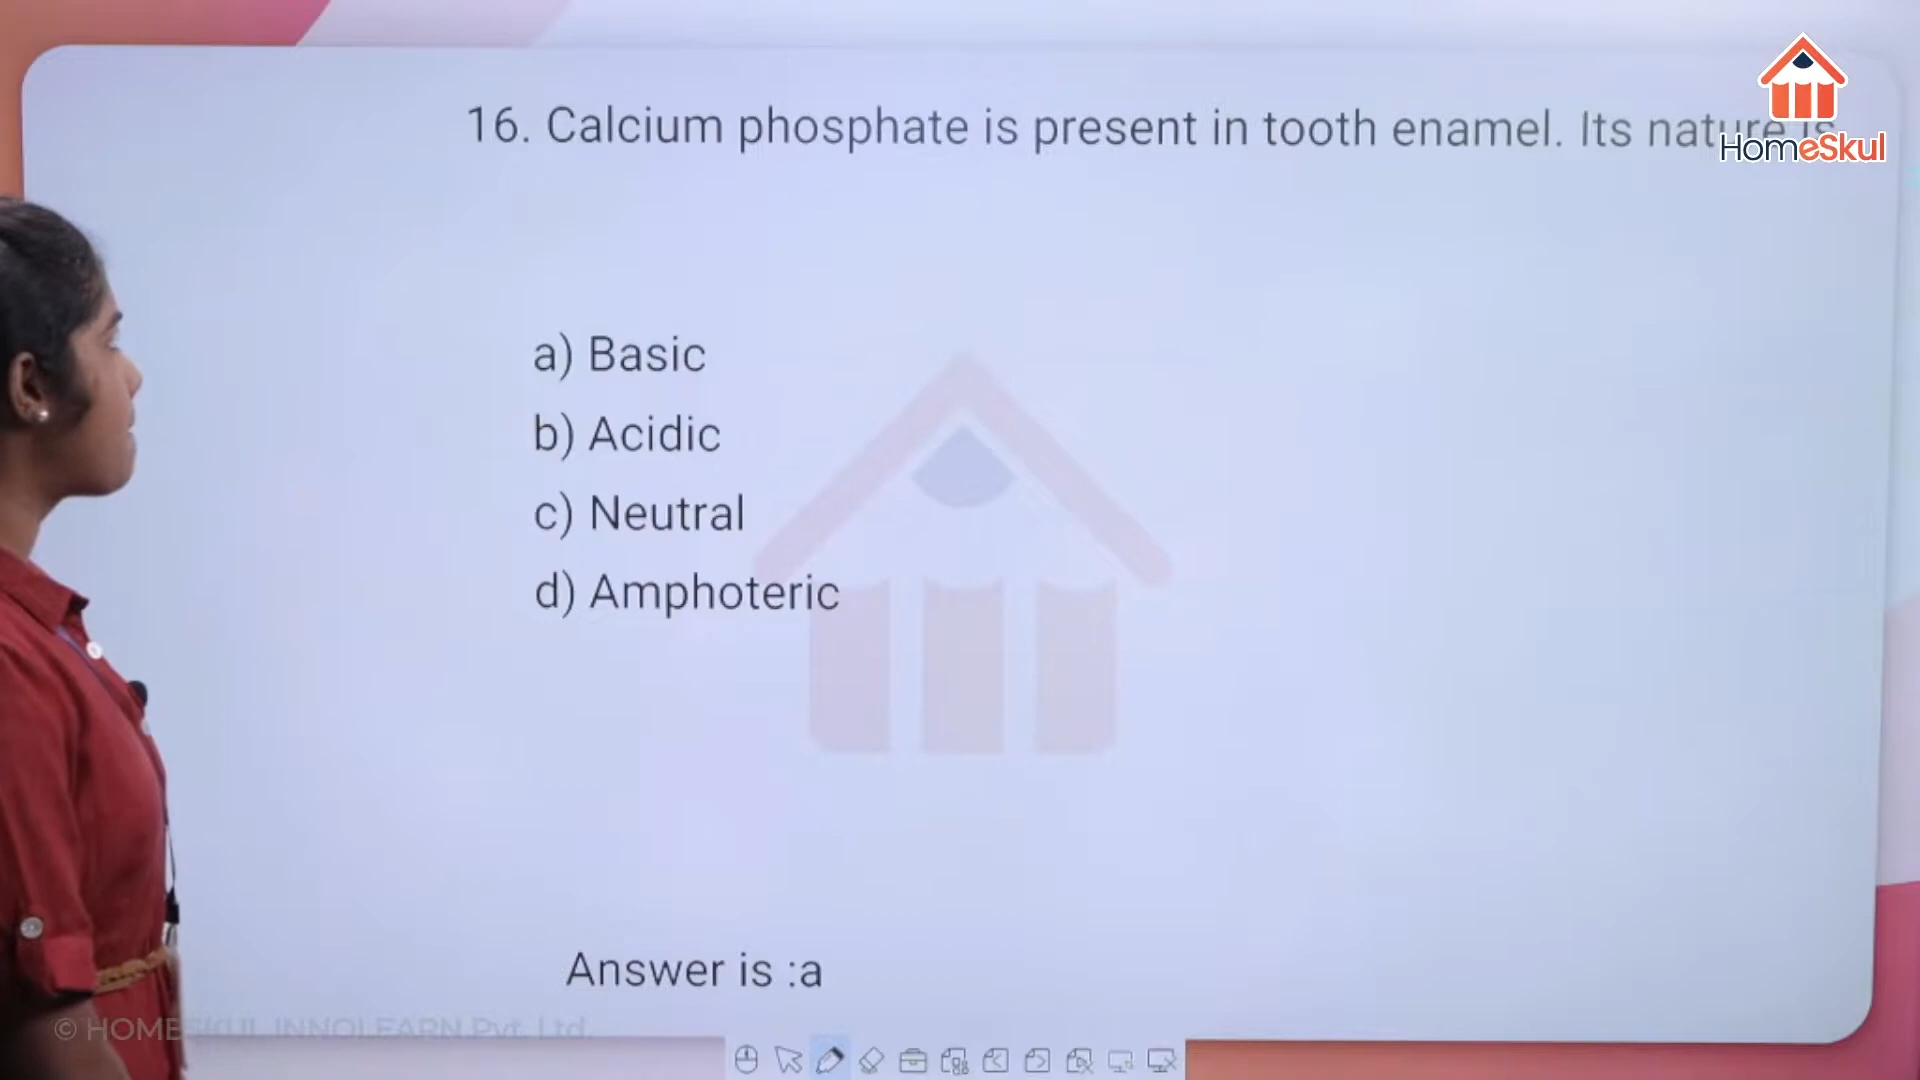 16. Calcium phosphate is present in tooth enamel. Its nature is
HomeSkul
a) Basic
b) Acidic
c) Neutral
d) Amphoteric
Answer is :a
© HOMESKUL INNOLEARN Pvt. Ltd.